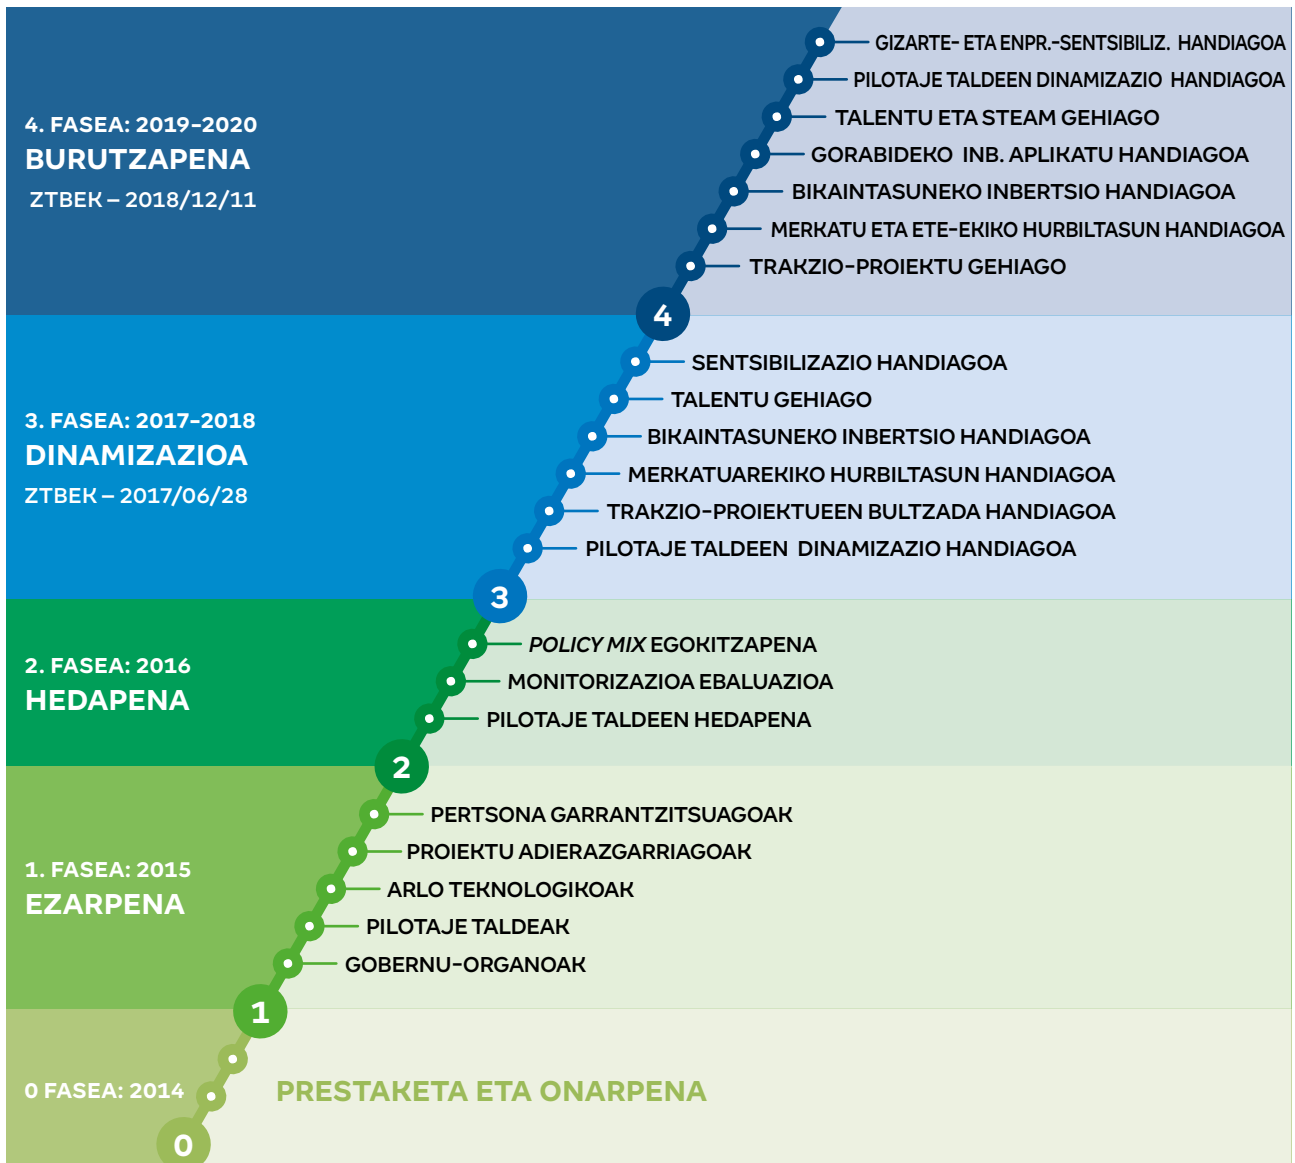 4. FASEA: 2019-2020
BURUTZAPENA
ZTBEK – 2018/12/11
GIZARTE- ETA ENPR.-SENTSIBILIZ. HANDIAGOA
PILOTAJE TALDEEN DINAMIZAZIO HANDIAGOA
TALENTU ETA STEAM GEHIAGO
GORABIDEKO INB. APLIKATU HANDIAGOA
BIKAINTASUNEKO INBERTSIO HANDIAGOA
MERKATU ETA ETE-EKIKO HURBILTASUN HANDIAGOA
TRAKZIO-PROIEKTU GEHIAGO
4
3. FASEA: 2017-2018
DINAMIZAZIOA
ZTBEK – 2017/06/28
SENTSIBILIZAZIO HANDIAGOA
TALENTU GEHIAGO
BIKAINTASUNEKO INBERTSIO HANDIAGOA
MERKATUAREKIKO HURBILTASUN HANDIAGOA
TRAKZIO-PROIEKTUEEN BULTZADA HANDIAGOA
PILOTAJE TALDEEN DINAMIZAZIO HANDIAGOA
3
2. FASEA: 2016
HEDAPENA
POLICY MIX EGOKITZAPENA
MONITORIZAZIOA EBALUAZIOA
PILOTAJE TALDEEN HEDAPENA
2
1. FASEA: 2015
EZARPENA
PERTSONA GARRANTZITSUAGOAK
PROIEKTU ADIERAZGARRIAGOAK
ARLO TEKNOLOGIKOAK
PILOTAJE TALDEAK
GOBERNU-ORGANOAK
1
0 FASEA: 2014
PRESTAKETA ETA ONARPENA
0